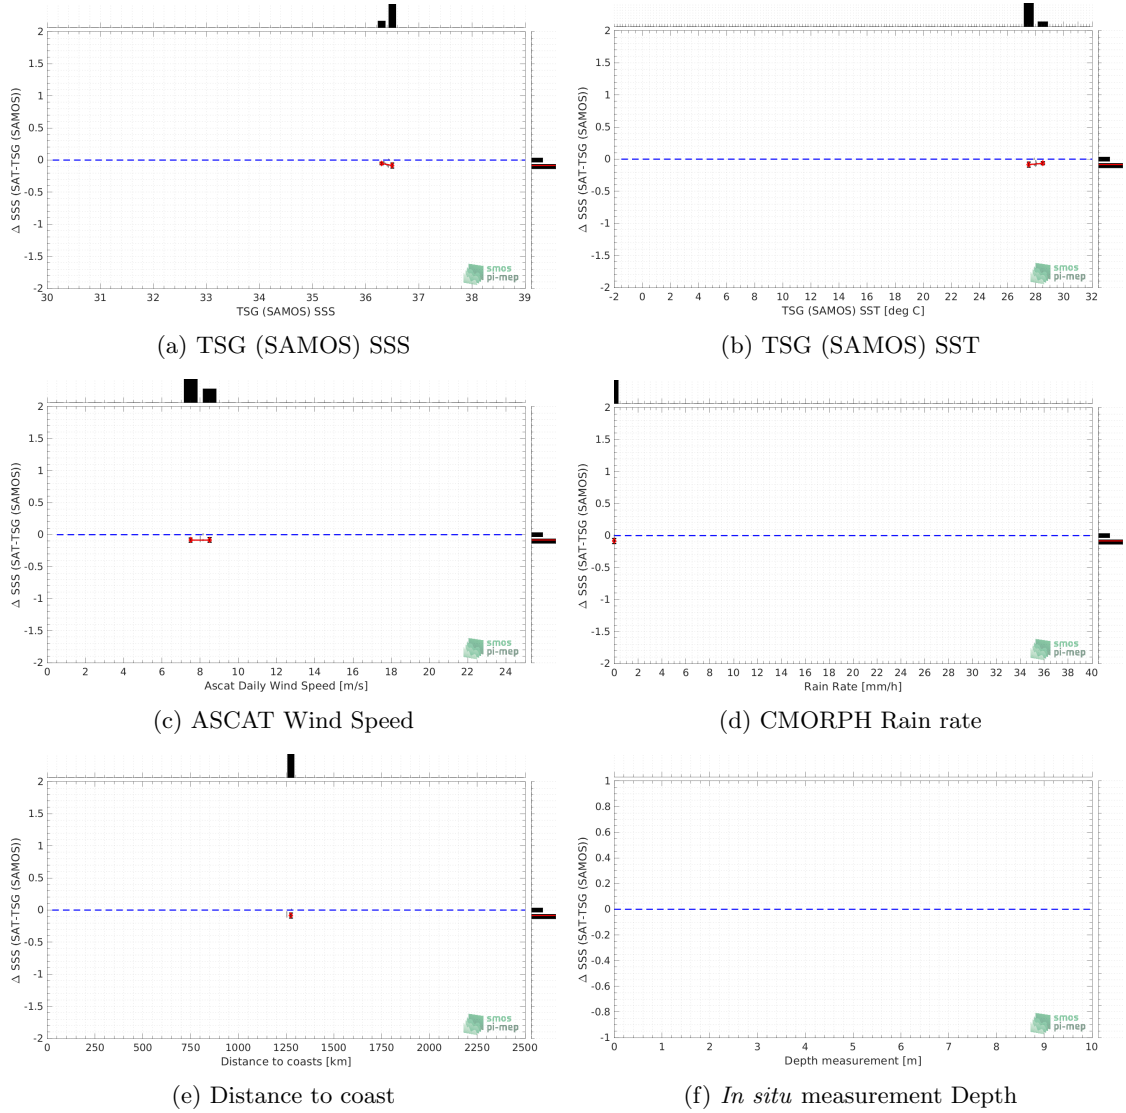 2
1.5
1
0.5
0
-0.5
-1
-1.5
-2
Δ SSS (SAT-TSG (SAMOS))
30 31 32 33 34 35 36 37 38 39
TSG (SAMOS) SSS
smos
pi-mep
(a) TSG (SAMOS) SSS
2
1.5
1
0.5
0
-0.5
-1
-1.5
-2
Δ SSS (SAT-TSG (SAMOS))
-2 0 2 4 6 8 10 12 14 16 18 20 22 24 26 28 30 32
TSG (SAMOS) SST [deg C]
smos
pi-mep
(b) TSG (SAMOS) SST
2
1.5
1
0.5
0
-0.5
-1
-1.5
-2
Δ SSS (SAT-TSG (SAMOS))
0 2 4 6 8 10 12 14 16 18 20 22 24
Ascat Daily Wind Speed [m/s]
smos
pi-mep
(c) ASCAT Wind Speed
2
1.5
1
0.5
0
-0.5
-1
-1.5
-2
Δ SSS (SAT-TSG (SAMOS))
0 2 4 6 8 10 12 14 16 18 20 22 24 26 28 30 32 34 36 38 40
Rain Rate [mm/h]
smos
pi-mep
(d) CMORPH Rain rate
2
1.5
1
0.5
0
-0.5
-1
-1.5
-2
Δ SSS (SAT-TSG (SAMOS))
0 250 500 750 1000 1250 1500 1750 2000 2250 2500
Distance to coasts [km]
smos
pi-mep
(e) Distance to coast
1
0.8
0.6
0.4
0.2
0
-0.2
-0.4
-0.6
-0.8
-1
Δ SSS (SAT-TSG (SAMOS))
0 1 2 3 4 5 6 7 8 9 10
Depth measurement [m]
smos
pi-mep
(f) In situ measurement Depth